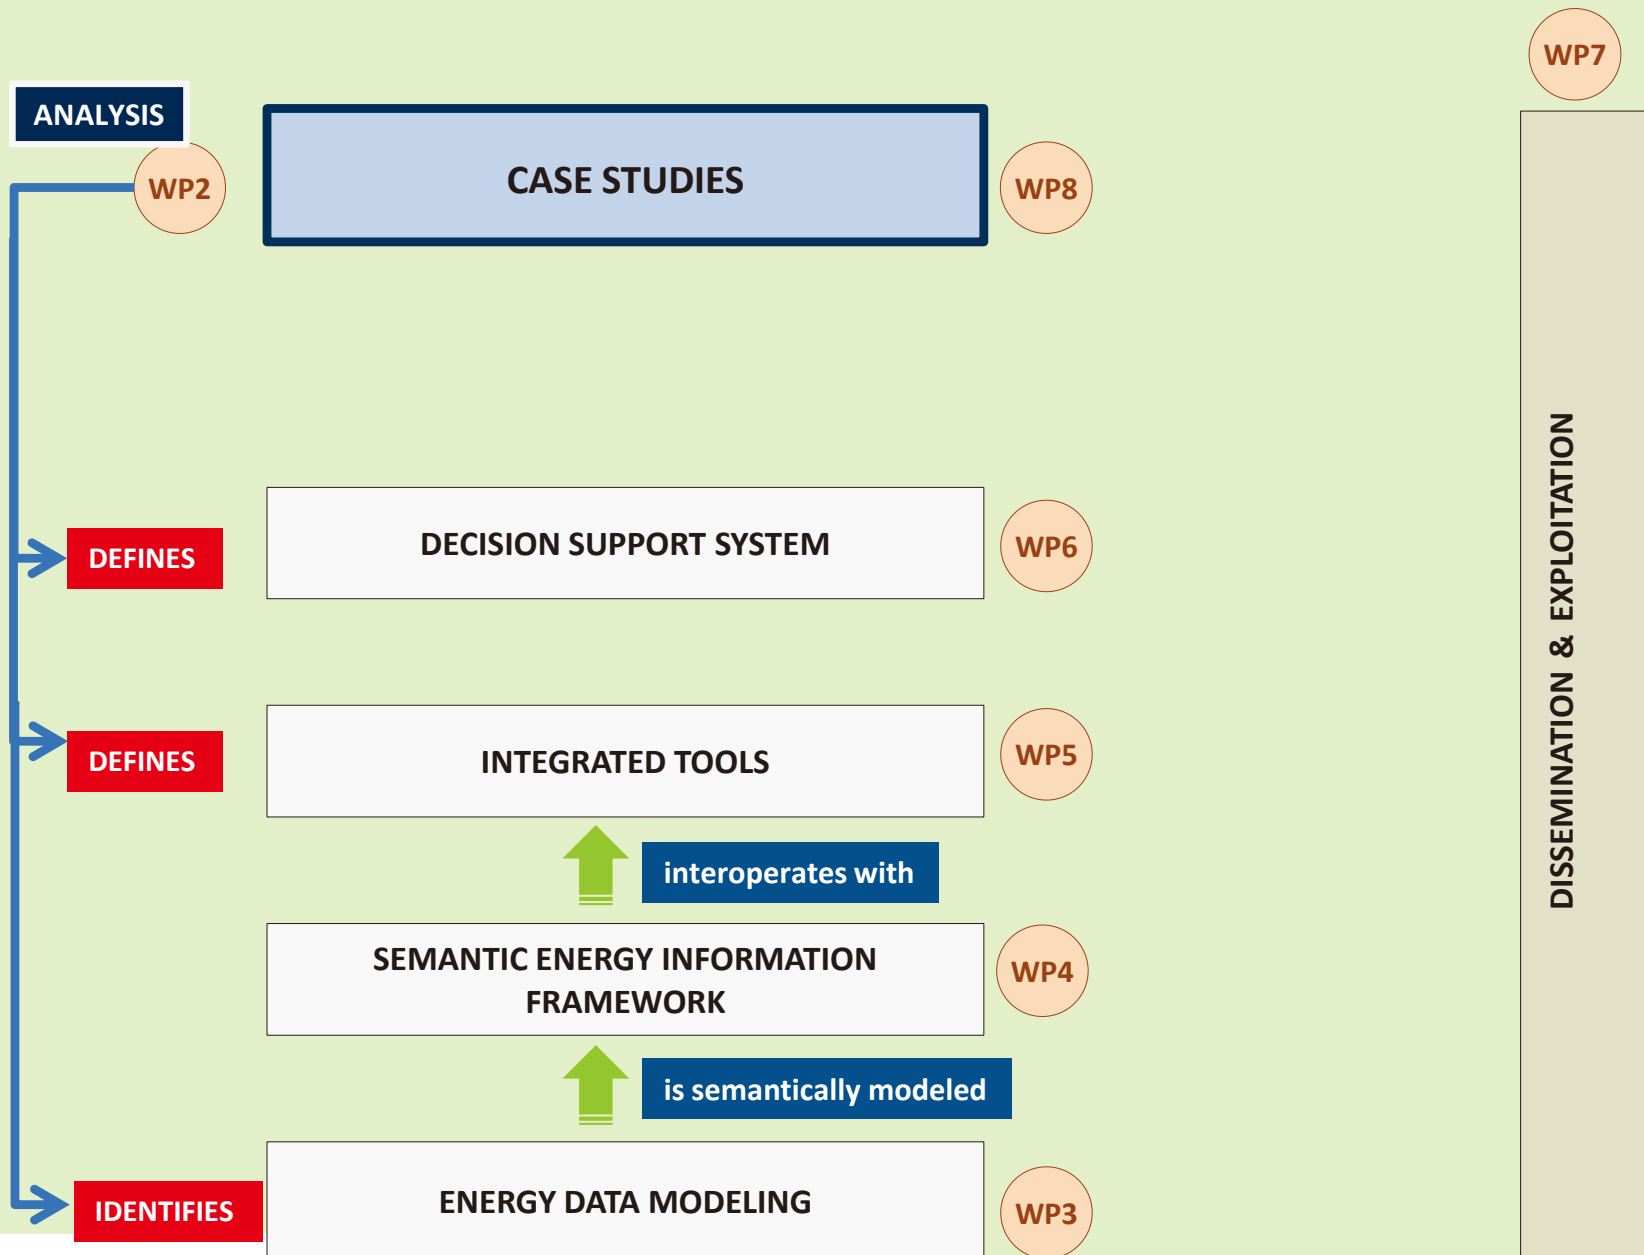 WP7
ANALYSIS
WP2
CASE STUDIES
WP8
DEFINES
DECISION SUPPORT SYSTEM
WP6
DEFINES
INTEGRATED TOOLS
WP5
interoperates with
SEMANTIC ENERGY INFORMATION
FRAMEWORK
WP4
is semantically modeled
IDENTIFIES
ENERGY DATA MODELING
WP3
DISSEMINATION & EXPLOITATION